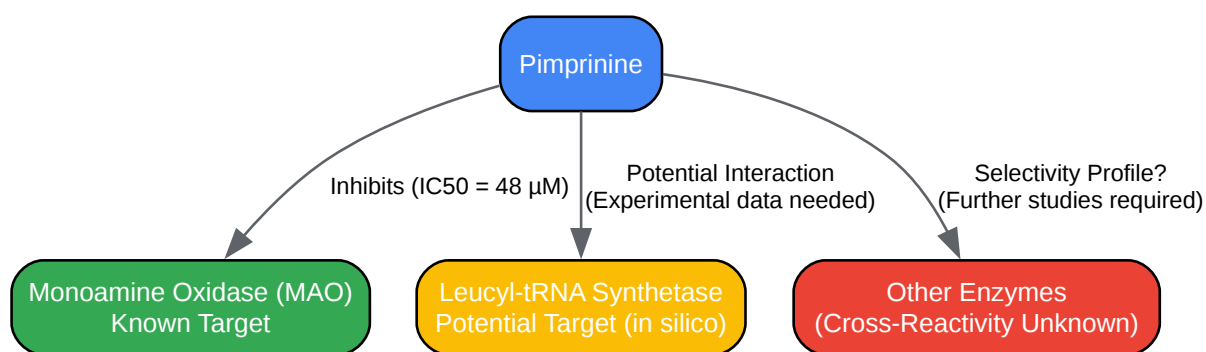 Pimprinine
Inhibits (IC50 = 48 µM)
Potential Interaction
(Experimental data needed)
Selectivity Profile?
(Further studies required)
Monoamine Oxidase (MAO)
Known Target
Leucyl-tRNA Synthetase
Potential Target (in silico)
Other Enzymes
(Cross-Reactivity Unknown)